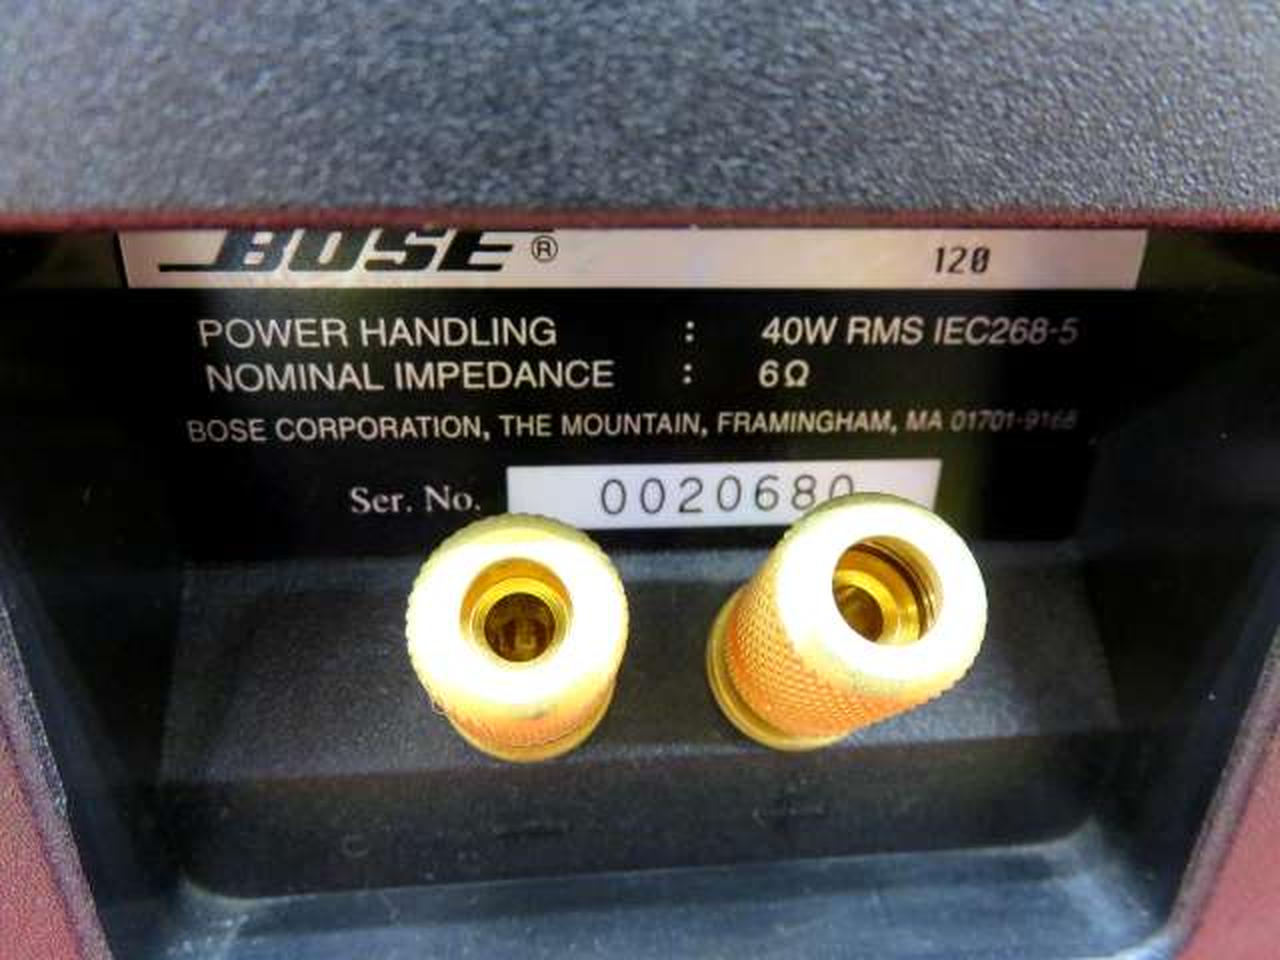 BOSE® 120
POWER HANDLING : 40W RMS IEC268-5
NOMINAL IMPEDANCE : 6Ω
BOSE CORPORATION, THE MOUNTAIN, FRAMINGHAM, MA 01701-9168
Ser. No. 0020680